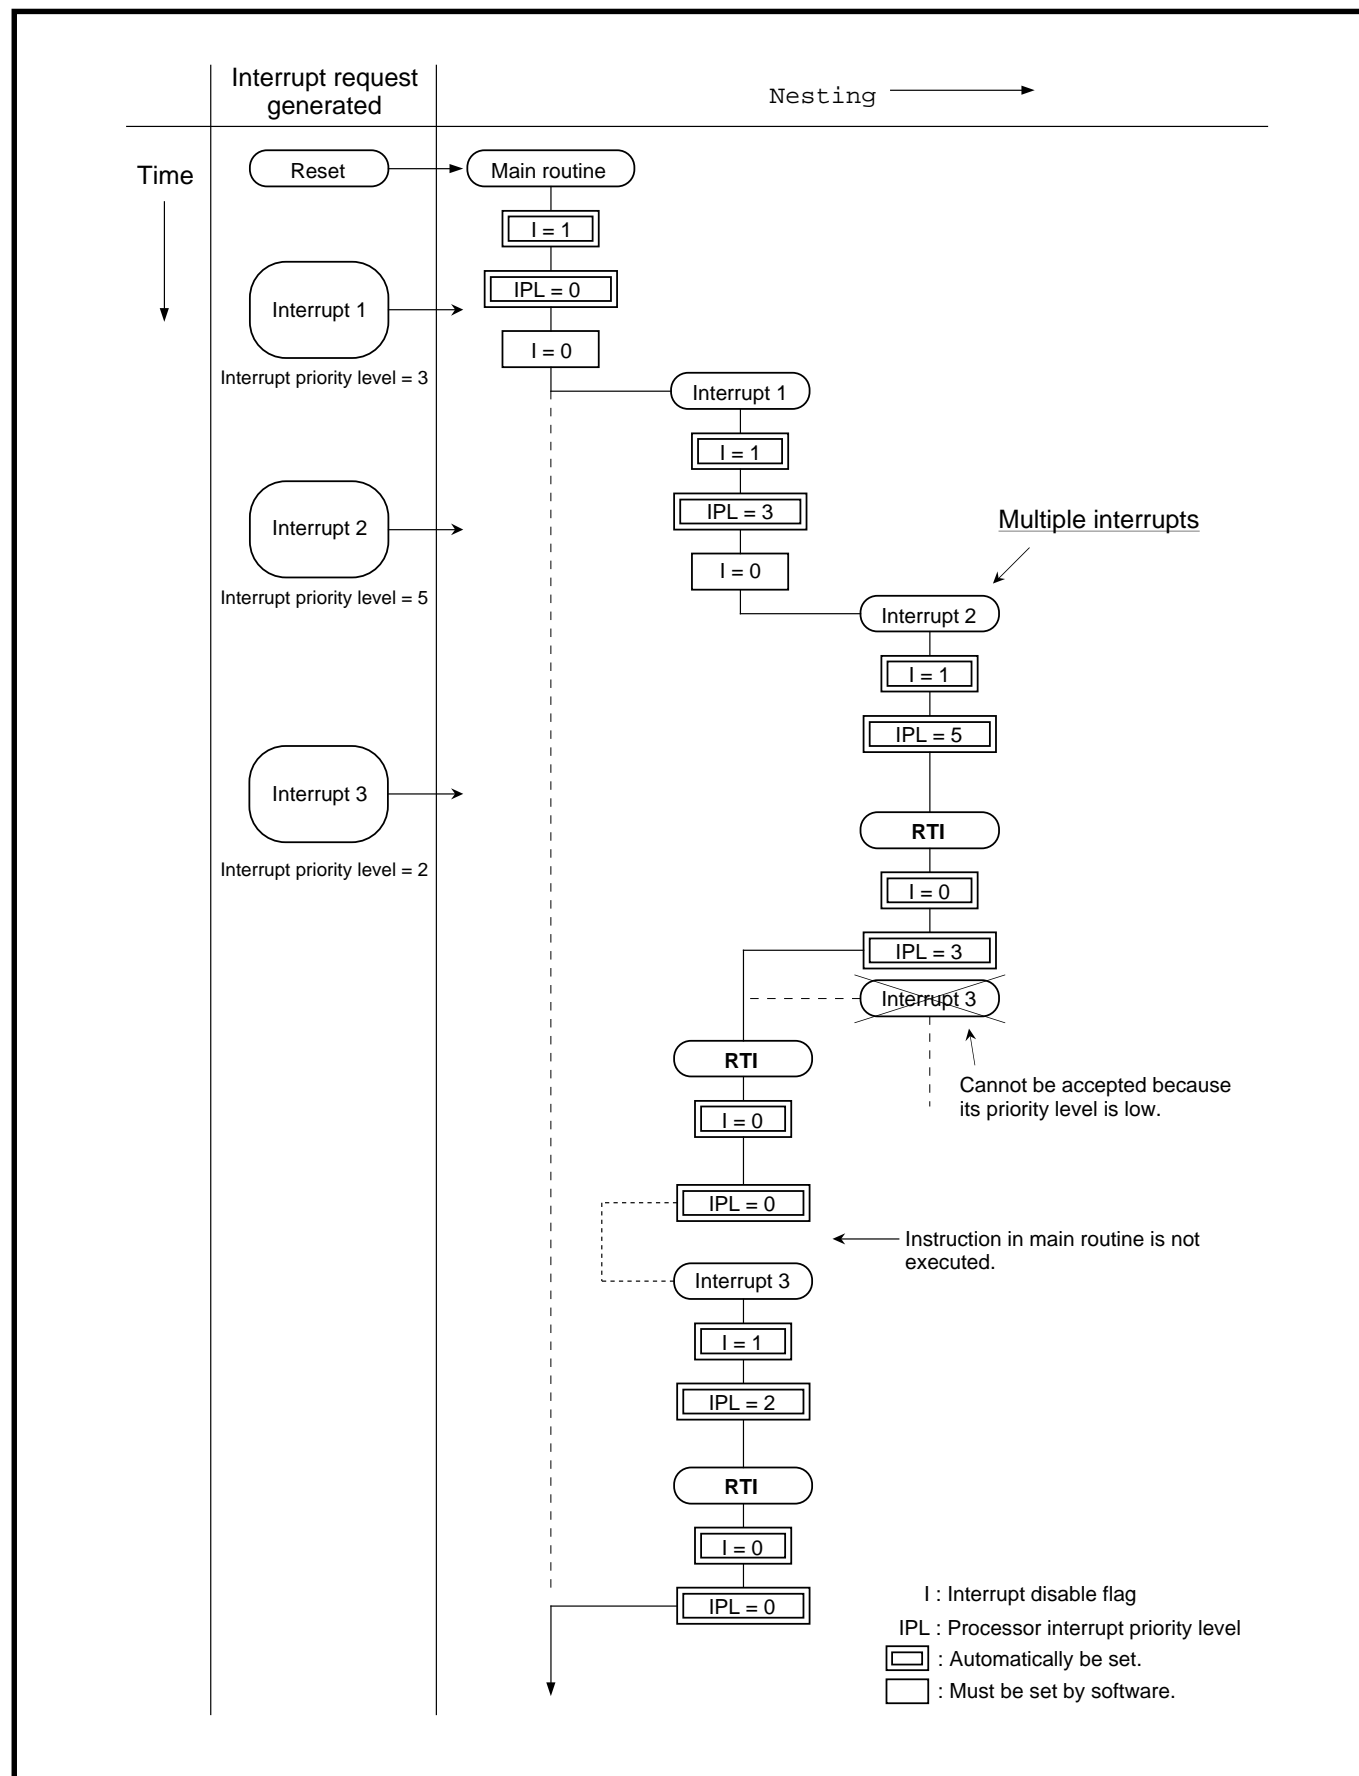 Interrupt request
generated
Nesting
Time
Reset
Main routine
I = 1
IPL = 0
Interrupt 1
I = 0
Interrupt priority level = 3
Interrupt 1
I = 1
IPL = 3
Multiple interrupts
Interrupt 2
I = 0
Interrupt priority level = 5
Interrupt 2
I = 1
IPL = 5
Interrupt 3
RTI
Interrupt priority level = 2
I = 0
IPL = 3
Interrupt 3
RTI
Cannot be accepted because
its priority level is low.
I = 0
IPL = 0
Instruction in main routine is not
executed.
Interrupt 3
I = 1
IPL = 2
RTI
I = 0
IPL = 0
I : Interrupt disable flag
IPL : Processor interrupt priority level
: Automatically be set.
: Must be set by software.